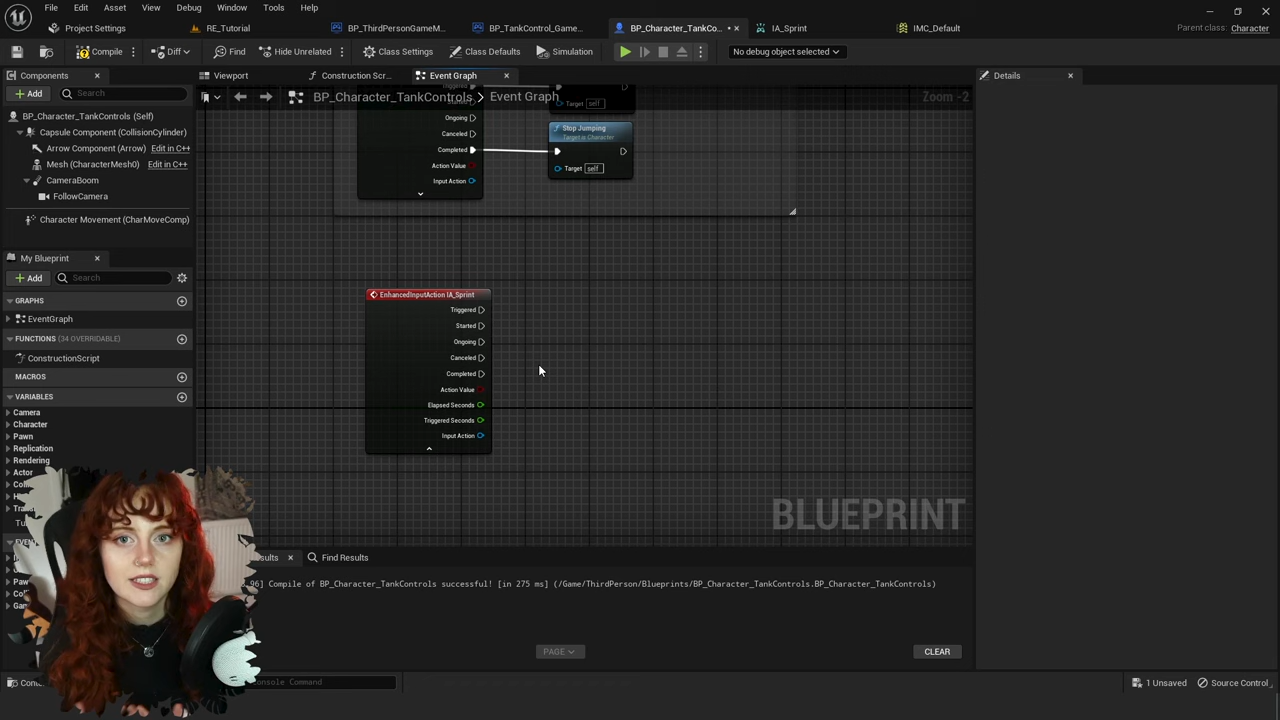 File Edit Asset View Debug Window Tools Help
Project Settings RE_Tutorial BP_ThirdPersonGameM... BP_TankControl_Game... BP_Character_TankCo... IA_Sprint IMC_Default Parent class: Character
Compile Diff Find Hide Unrelated Class Settings Class Defaults Simulation No debug object selected
Components Viewport Construction Scr... Event Graph Details
Add Search
BP_Character_TankControls > Event Graph Zoom -2
BP_Character_TankControls (Self)
Capsule Component (CollisionCylinder)
Arrow Component (Arrow) Edit in C++
Mesh (CharacterMesh0) Edit in C++
CameraBoom
FollowCamera
Character Movement (CharMoveComp)
Target self
Ongoing
Canceled
Completed
Action Value
Input Action
Stop Jumping
Target is Character
Target self
My Blueprint
Add Search
GRAPHS
EventGraph
FUNCTIONS (34 OVERRIDABLE)
ConstructionScript
MACROS
VARIABLES
Camera
Character
Pawn
Replication
Rendering
Actor
EnhancedInputAction IA_Sprint
Triggered
Started
Ongoing
Canceled
Completed
Action Value
Elapsed Seconds
Triggered Seconds
Input Action
BLUEPRINT
Find Results
Compile of BP_Character_TankControls successful! [in 275 ms] (/Game/ThirdPerson/Blueprints/BP_Character_TankControls.BP_Character_TankControls)
PAGE CLEAR
Console Command 1 Unsaved Source Control